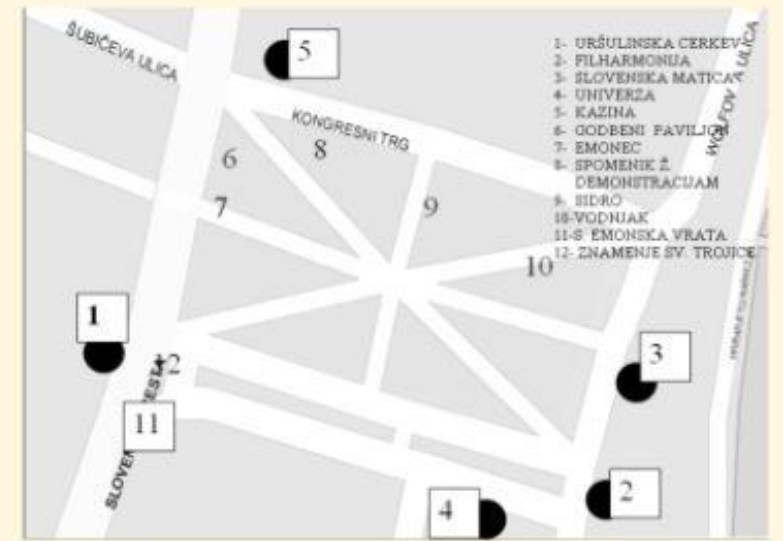 ŠUBIČEVA ULICA
5
KONGRESNI TRG
1- URŠULINSKA CERKEV
2- FILHARMONIJA
3- SLOVENSKA MATICA
4- UNIVERZA
5- KAZINA
6- GODBENI PAVILJON
7- EMONEC
8- SPOMENIK Ž.
DEMONSTRACIJAM
9- SIDRO
10-VODNJAK
11-S EMONSKA VRATA
12- ZNAMENJE SV. TROJICE
WOLFOVA ULICA
6
8
7
9
10
1
12
3
11
4
2